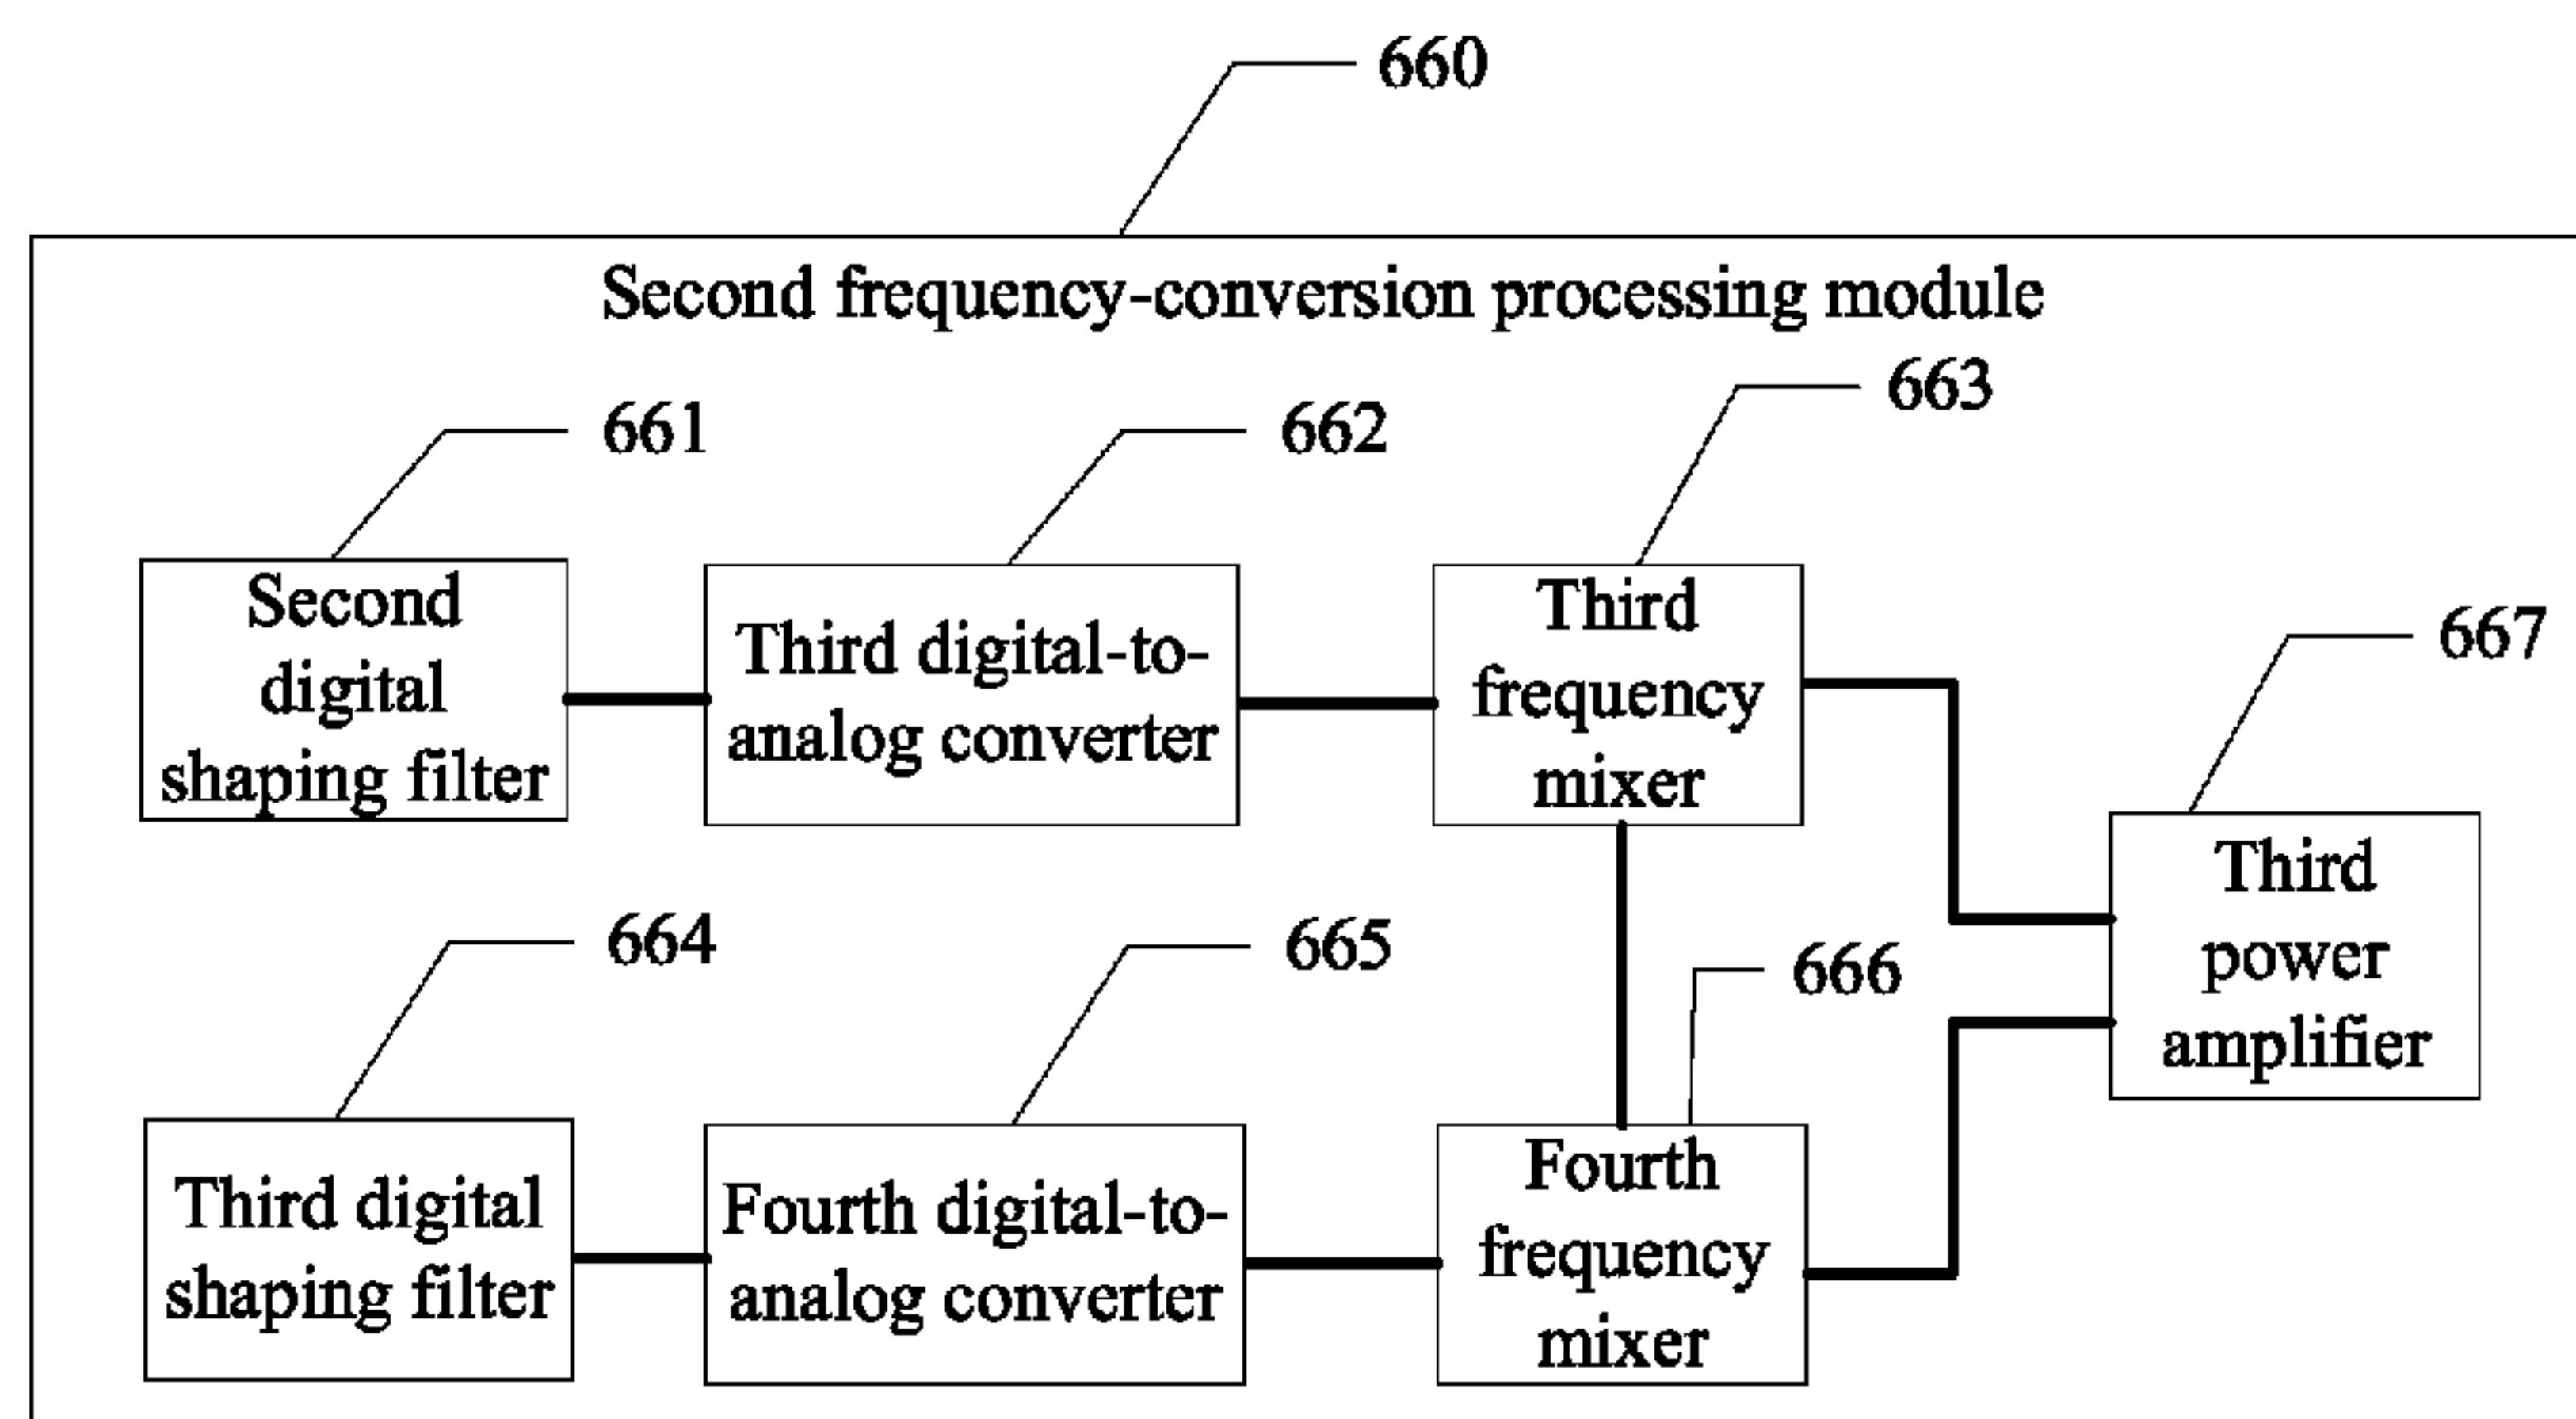 660
Second frequency-conversion processing module
661
662
663
Second
digital
shaping filter
Third digital-to-
analog converter
Third
frequency
mixer
667
Third
power
amplifier
664
665
666
Third digital
shaping filter
Fourth digital-to-
analog converter
Fourth
frequency
mixer